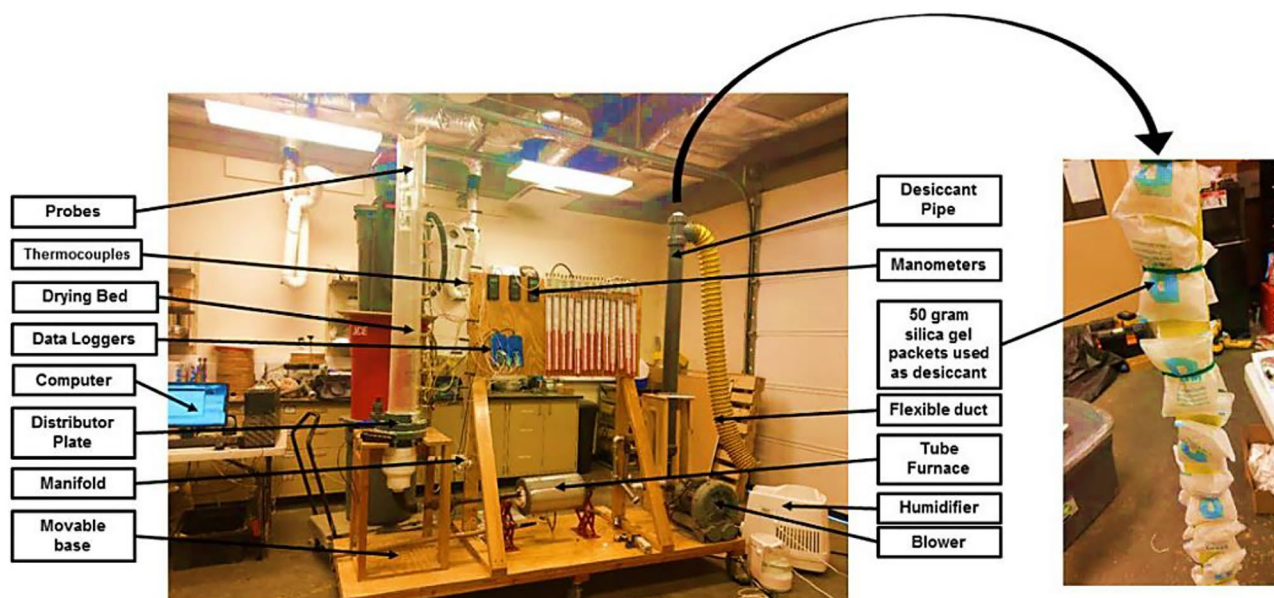 Probes
Thermocouples
Drying Bed
Data Loggers
Computer
Distributor
Plate
Manifold
Movable
base
Desiccant
Pipe
Manometers
50 gram
silica gel
packets used
as desiccant
Flexible duct
Tube
Furnace
Humidifier
Blower
ACE